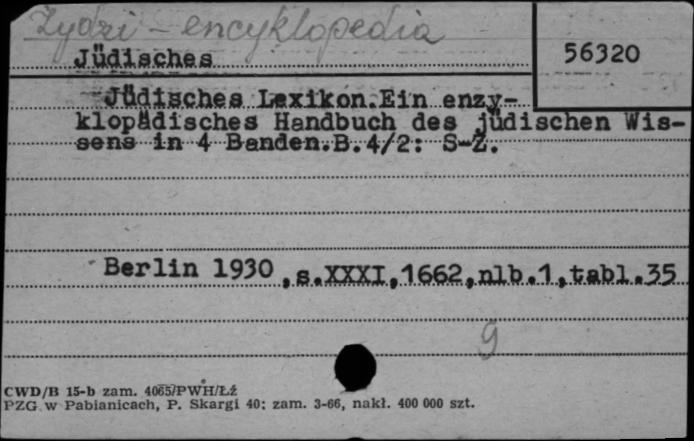 Żydzi - encyklopedia
Jüdisches
56320
Jüdisches Lexikon.Ein enzy-
klopädisches Handbuch des jüdischen Wis-
sens in 4 Banden.B.4/2: S-Z.
Berlin 1930,s.XXXI,1662,nlb.1,tabl.35
g
CWD/B 15-b zam. 4065/PWH/Łź
PZG w Pabianicach, P. Skargi 40; zam. 3-66, nakł. 400 000 szt.